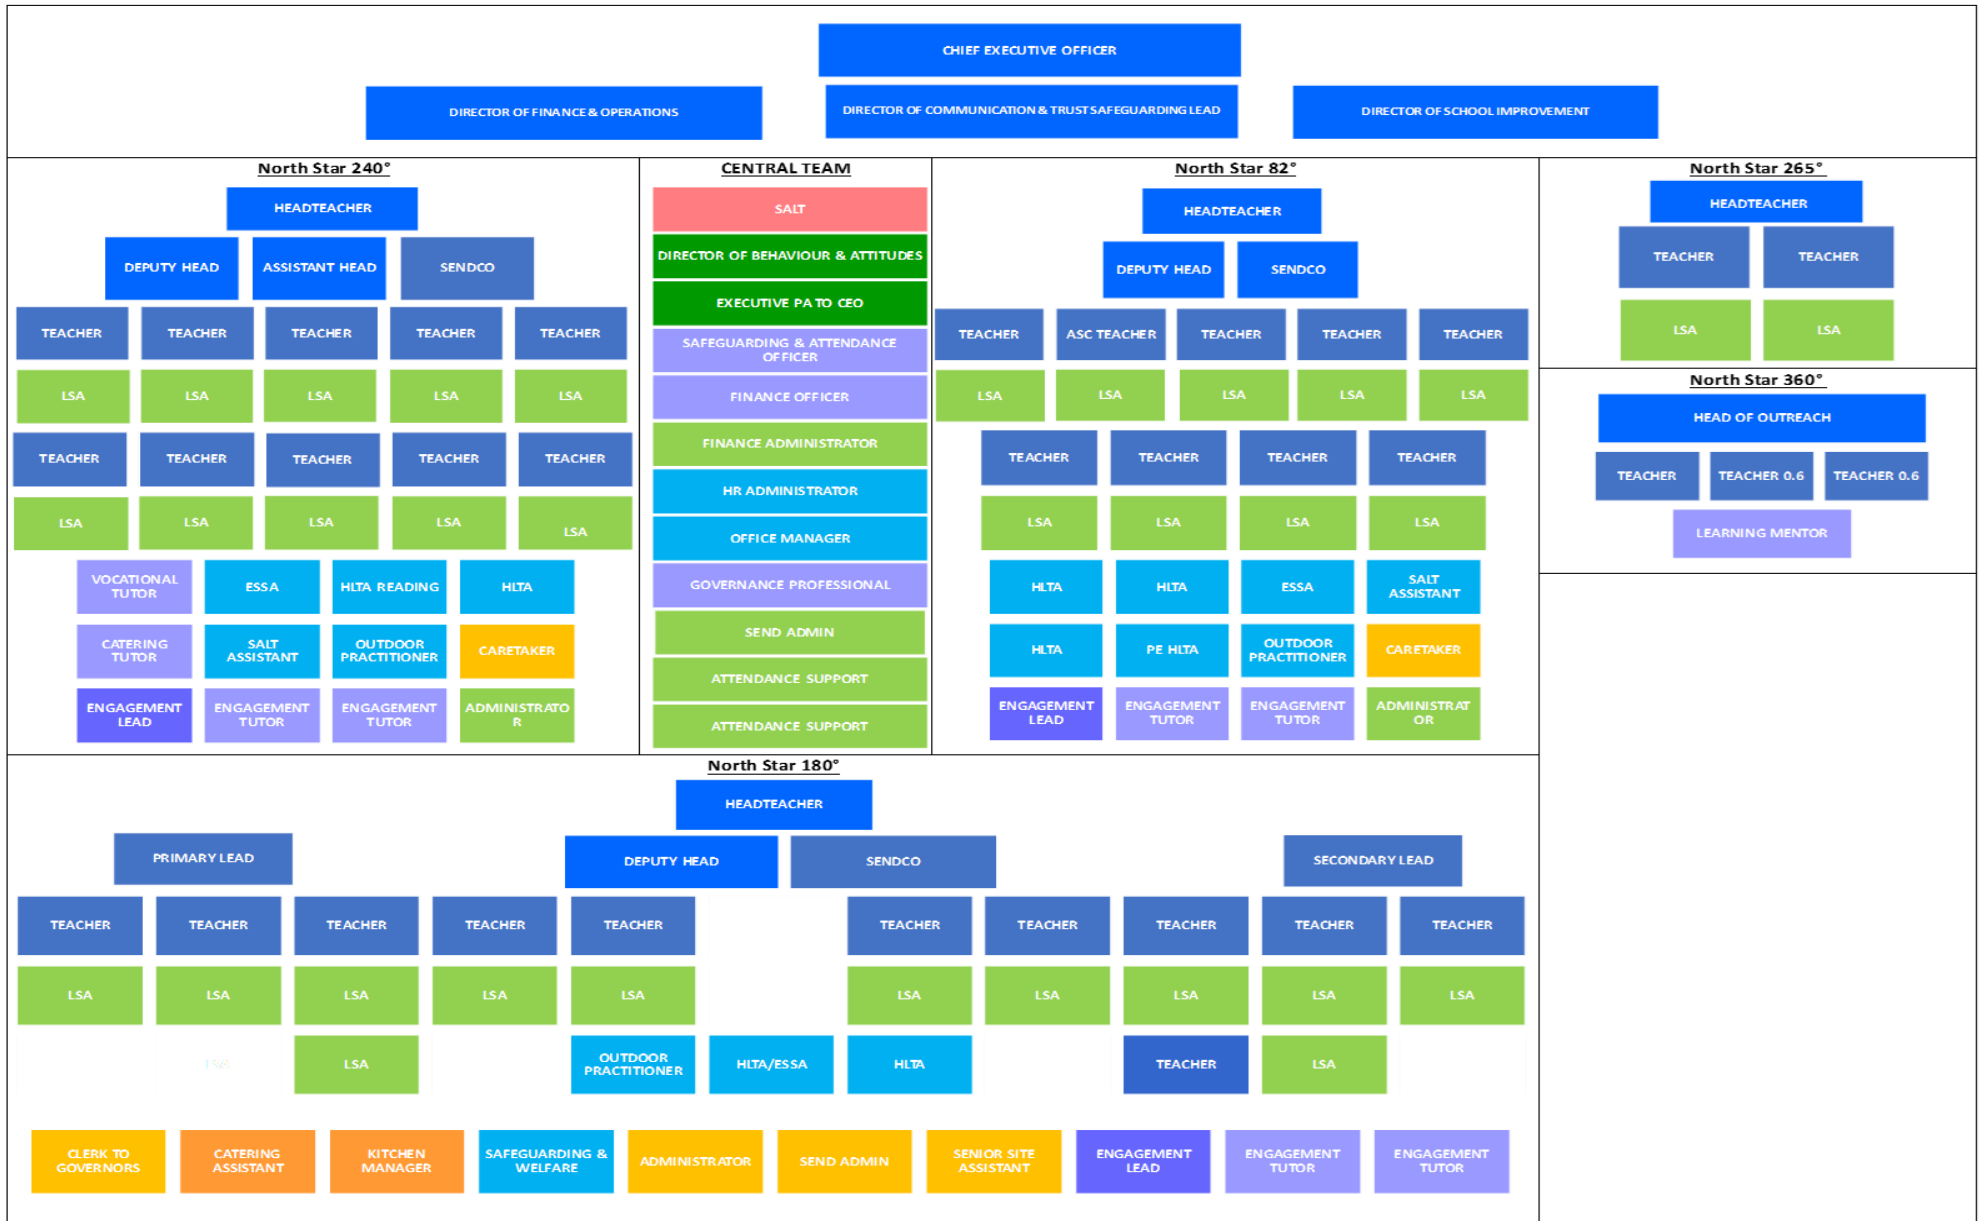 CHIEF EXECUTIVE OFFICER
DIRECTOR OF FINANCE & OPERATIONS
DIRECTOR OF COMMUNICATION & TRUST SAFEGUARDING LEAD
DIRECTOR OF SCHOOL IMPROVEMENT
North Star 240°
HEADTEACHER
DEPUTY HEAD
ASSISTANT HEAD
SENDCO
TEACHER
TEACHER
TEACHER
TEACHER
TEACHER
LSA
LSA
LSA
LSA
LSA
TEACHER
TEACHER
TEACHER
TEACHER
TEACHER
LSA
LSA
LSA
LSA
LSA
VOCATIONAL
TUTOR
ESSA
HLTA READING
HLTA
CATERING
TUTOR
SALT
ASSISTANT
OUTDOOR
PRACTITIONER
CARETAKER
ENGAGEMENT
LEAD
ENGAGEMENT
TUTOR
ENGAGEMENT
TUTOR
ADMINISTRATO
R
CENTRAL TEAM
SALT
DIRECTOR OF BEHAVIOUR & ATTITUDES
EXECUTIVE PA TO CEO
SAFEGUARDING & ATTENDANCE
OFFICER
FINANCE OFFICER
FINANCE ADMINISTRATOR
HR ADMINISTRATOR
OFFICE MANAGER
GOVERNANCE PROFESSIONAL
SEND ADMIN
ATTENDANCE SUPPORT
ATTENDANCE SUPPORT
North Star 82°
HEADTEACHER
DEPUTY HEAD
SENDCO
TEACHER
ASC TEACHER
TEACHER
TEACHER
TEACHER
LSA
LSA
LSA
LSA
LSA
TEACHER
TEACHER
TEACHER
TEACHER
LSA
LSA
LSA
LSA
HLTA
HLTA
ESSA
SALT
ASSISTANT
HLTA
PE HLTA
OUTDOOR
PRACTITIONER
CARETAKER
ENGAGEMENT
LEAD
ENGAGEMENT
TUTOR
ENGAGEMENT
TUTOR
ADMINISTRAT
OR
North Star 265°
HEADTEACHER
TEACHER
TEACHER
LSA
LSA
North Star 360°
HEAD OF OUTREACH
TEACHER
TEACHER 0.6
TEACHER 0.6
LEARNING MENTOR
North Star 180°
HEADTEACHER
PRIMARY LEAD
DEPUTY HEAD
SENDCO
SECONDARY LEAD
TEACHER
TEACHER
TEACHER
TEACHER
TEACHER
TEACHER
TEACHER
TEACHER
TEACHER
TEACHER
LSA
LSA
LSA
LSA
LSA
LSA
LSA
LSA
LSA
LSA
LSA
LSA
OUTDOOR
PRACTITIONER
HLTA/ESSA
HLTA
TEACHER
LSA
CLERK TO
GOVERNORS
CATERING
ASSISTANT
KITCHEN
MANAGER
SAFEGUARDING &
WELFARE
ADMINISTRATOR
SEND ADMIN
SENIOR SITE
ASSISTANT
ENGAGEMENT
LEAD
ENGAGEMENT
TUTOR
ENGAGEMENT
TUTOR